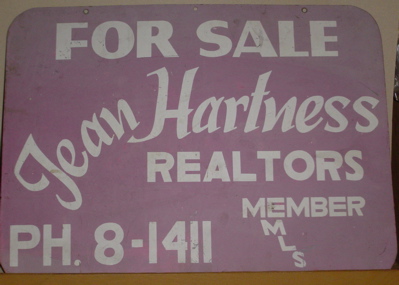 FOR SALE
Jean Hartness
REALTORS
MEMBER
MLS
PH. 8-1411